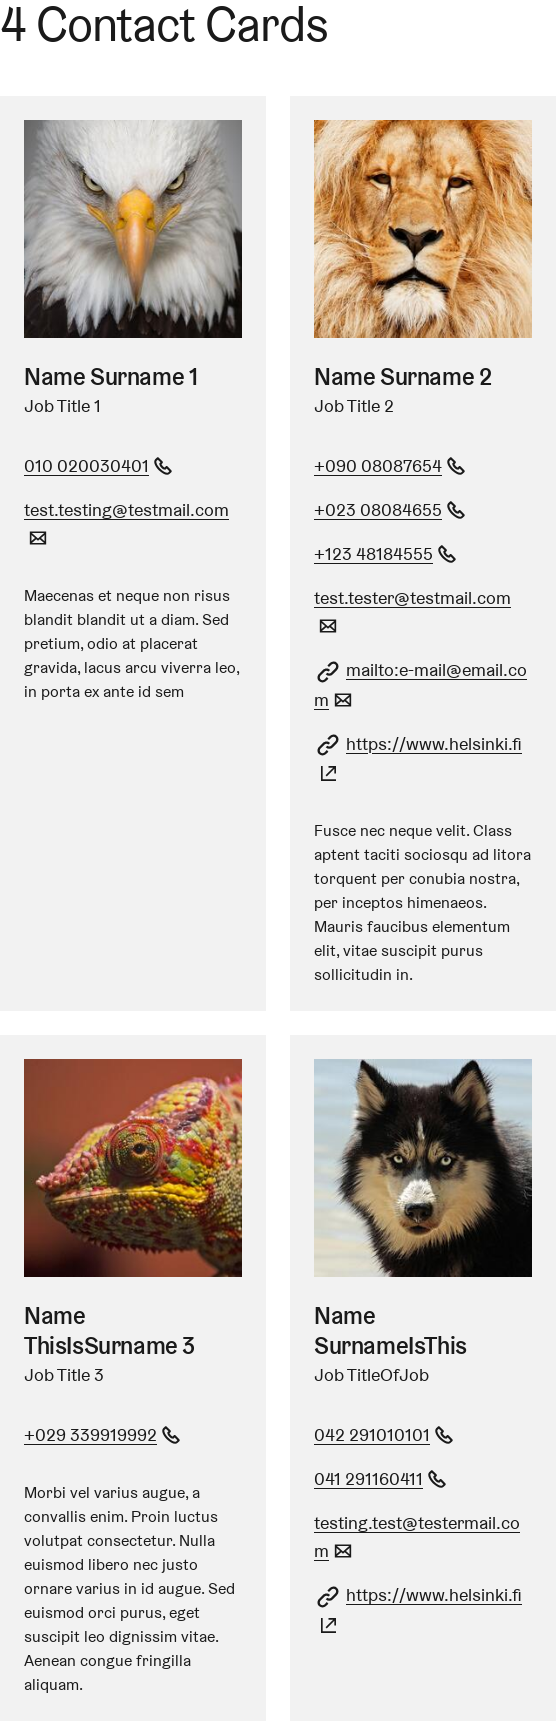 4 Contact Cards
Name Surname 1
Job Title 1
010 020030401
test.testing@testmail.com
Maecenas et neque non risus
blandit blandit ut a diam. Sed
pretium, odio at placerat
gravida, lacus arcu viverra leo,
in porta ex ante id sem
Name Surname 2
Job Title 2
+090 08087654
+023 08084655
+123 48184555
test.tester@testmail.com
mailto:e-mail@email.co
m
https://www.helsinki.fi
Fusce nec neque velit. Class
aptent taciti sociosqu ad litora
torquent per conubia nostra,
per inceptos himenaeos.
Mauris faucibus elementum
elit, vitae suscipit purus
sollicitudin in.
Name
ThisIsSurname 3
Job Title 3
+029 339919992
Morbi vel varius augue, a
convallis enim. Proin luctus
volutpat consectetur. Nulla
euismod libero nec justo
ornare varius in id augue. Sed
euismod orci purus, eget
suscipit leo dignissim vitae.
Aenean congue fringilla
aliquam.
Name
SurnameIsThis
Job TitleOfJob
042 291010101
041 291160411
testing.test@testermail.co
m
https://www.helsinki.fi